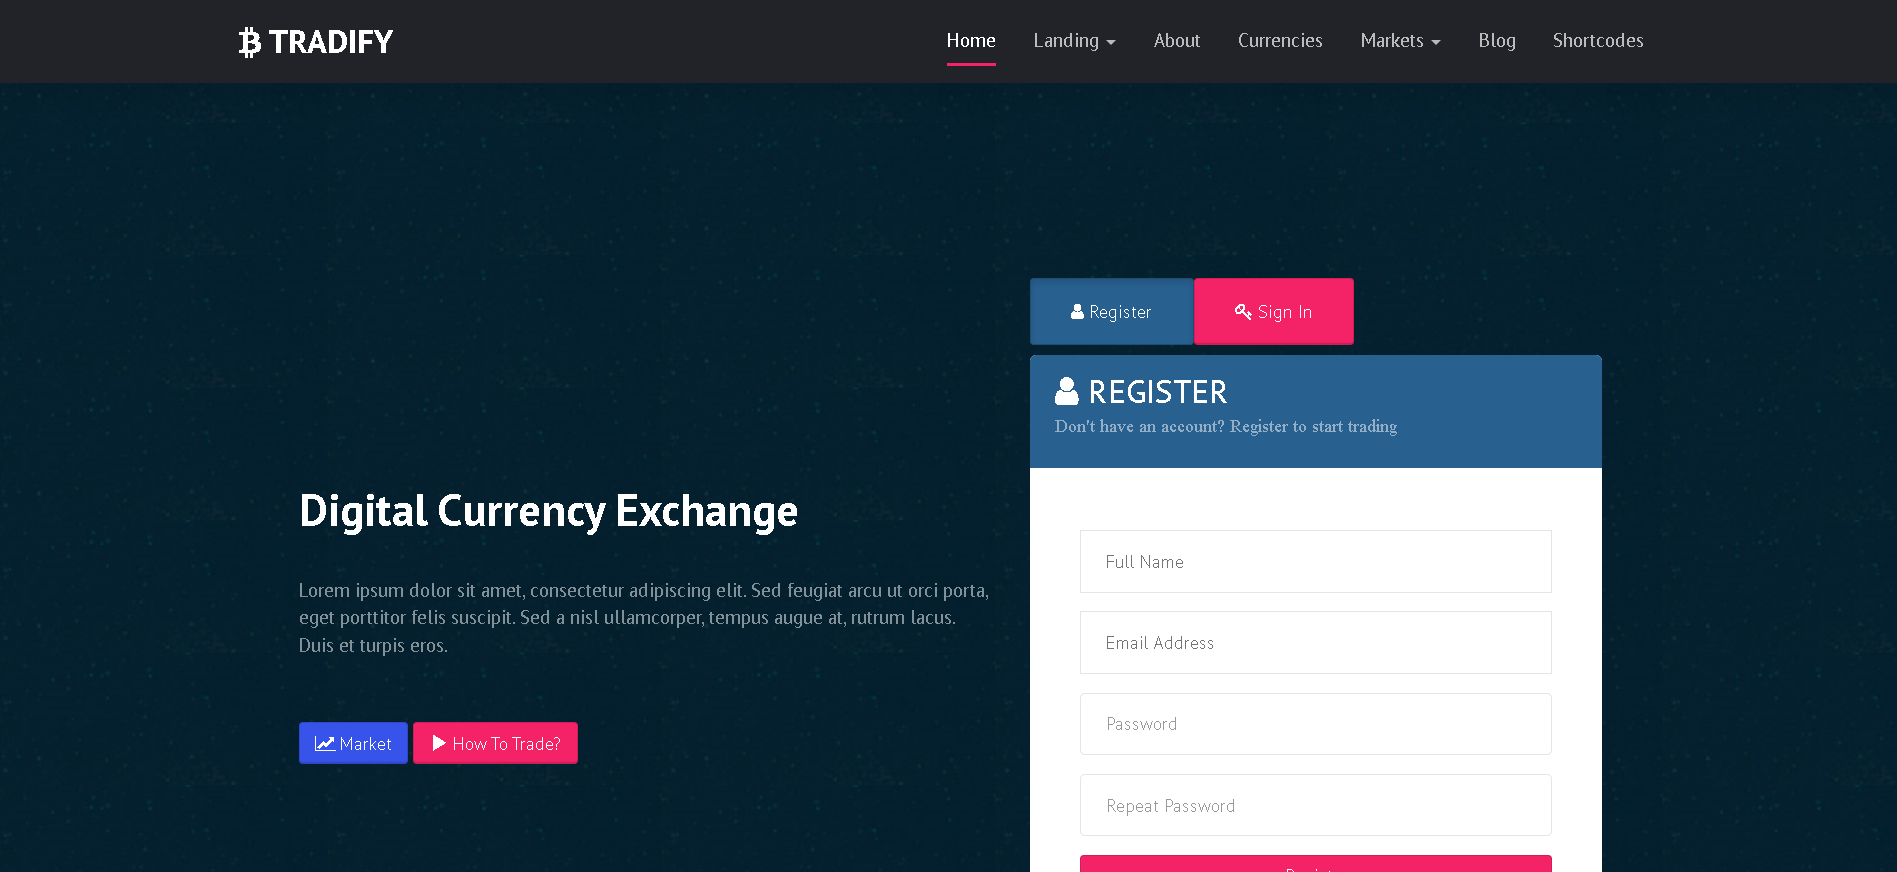 TRADIFY
Home Landing About Currencies Markets Blog Shortcodes
Register Sign In
REGISTER
Don't have an account? Register to start trading
Digital Currency Exchange
Lorem ipsum dolor sit amet, consectetur adipiscing elit. Sed feugiat arcu ut orci porta,
eget porttitor felis suscipit. Sed a nisl ullamcorper, tempus augue at, rutrum lacus.
Duis et turpis eros.
Market How To Trade?
Full Name
Email Address
Password
Repeat Password